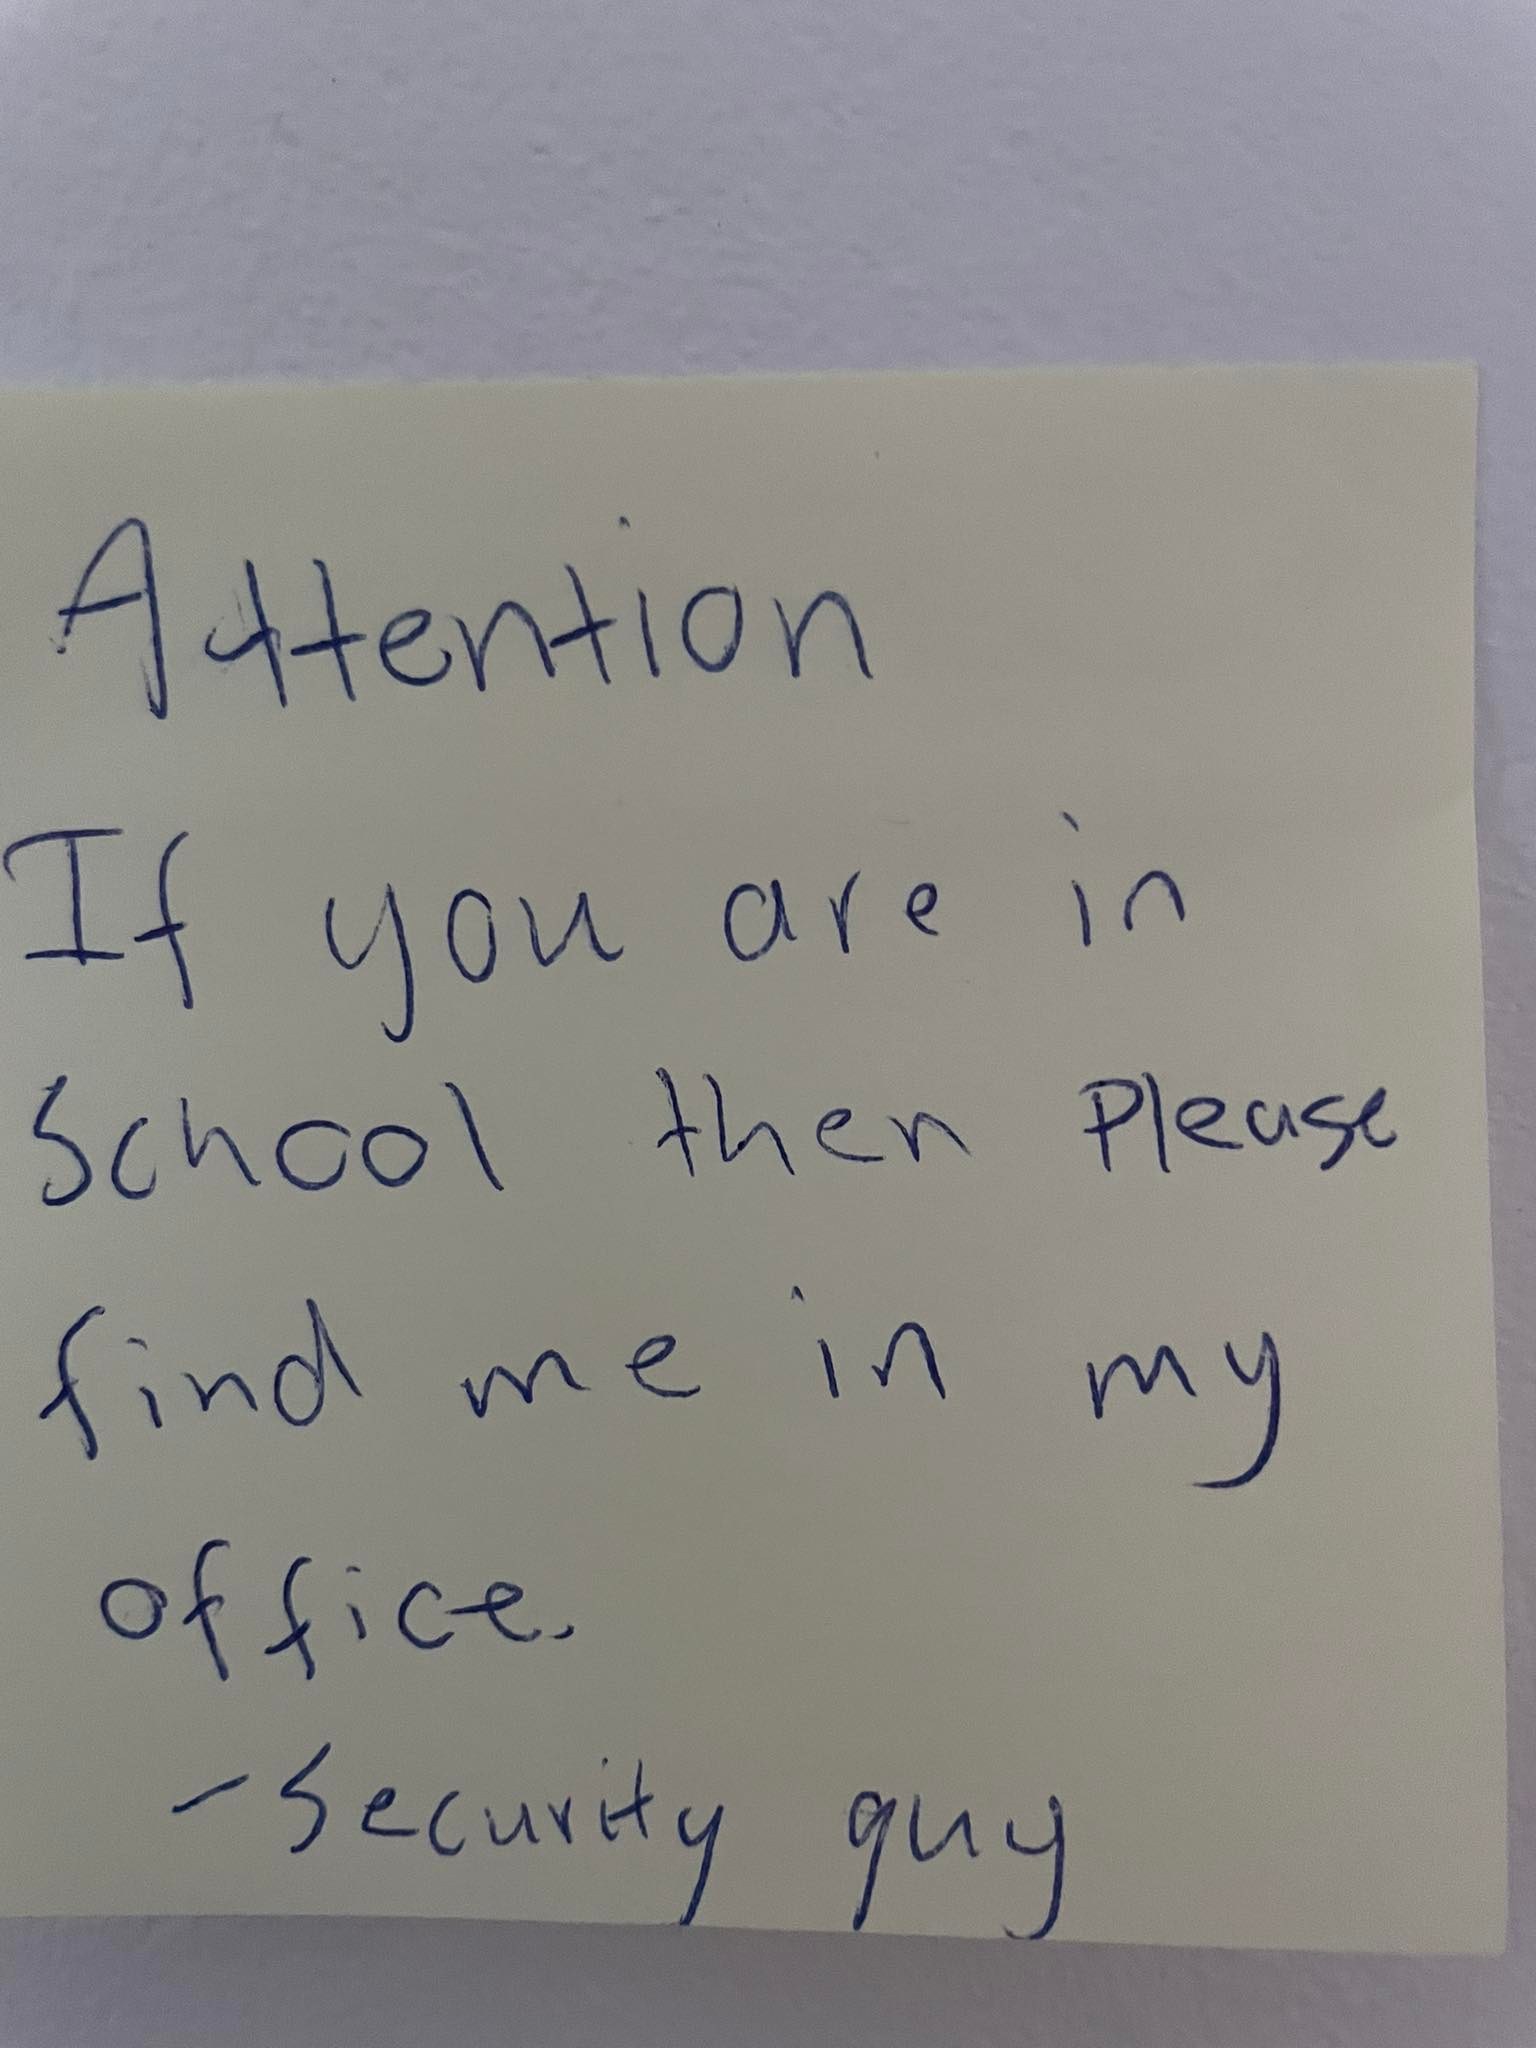 Attention
If you are in
School then Please
find me in my
office.
- Security guy